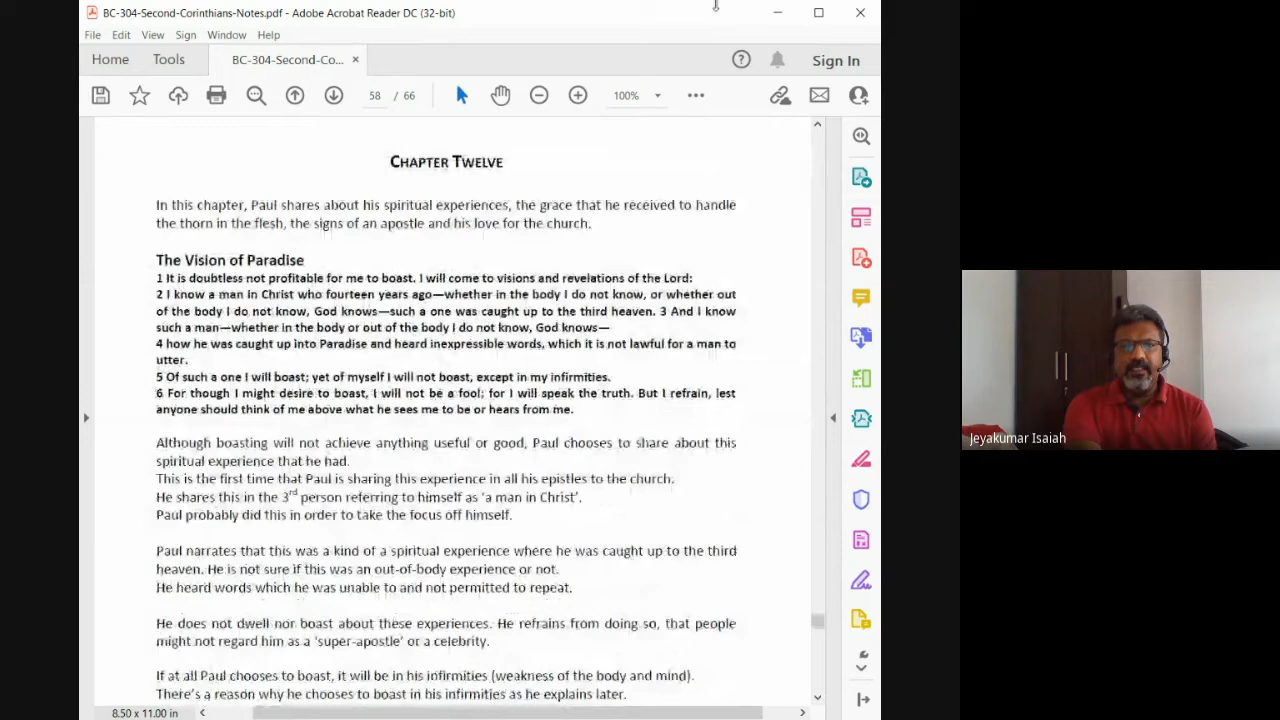 BC-304-Second-Corinthians-Notes.pdf - Adobe Acrobat Reader DC (32-bit)
File Edit View Sign Window Help
Home Tools BC-304-Second-Co... ×
Sign In
58 / 66
100%
CHAPTER TWELVE
In this chapter, Paul shares about his spiritual experiences, the grace that he received to handle
the thorn in the flesh, the signs of an apostle and his love for the church.
The Vision of Paradise
1 It is doubtless not profitable for me to boast. I will come to visions and revelations of the Lord:
2 I know a man in Christ who fourteen years ago—whether in the body I do not know, or whether out
of the body I do not know, God knows—such a one was caught up to the third heaven. 3 And I know
such a man—whether in the body or out of the body I do not know, God knows—
4 how he was caught up into Paradise and heard inexpressible words, which it is not lawful for a man to
utter.
5 Of such a one I will boast; yet of myself I will not boast, except in my infirmities.
6 For though I might desire to boast, I will not be a fool; for I will speak the truth. But I refrain, lest
anyone should think of me above what he sees me to be or hears from me.
Although boasting will not achieve anything useful or good, Paul chooses to share about this
spiritual experience that he had.
This is the first time that Paul is sharing this experience in all his epistles to the church.
He shares this in the 3rd person referring to himself as ‘a man in Christ’.
Paul probably did this in order to take the focus off himself.
Paul narrates that this was a kind of a spiritual experience where he was caught up to the third
heaven. He is not sure if this was an out-of-body experience or not.
He heard words which he was unable to and not permitted to repeat.
He does not dwell nor boast about these experiences. He refrains from doing so, that people
might not regard him as a ‘super-apostle’ or a celebrity.
If at all Paul chooses to boast, it will be in his infirmities (weakness of the body and mind).
There’s a reason why he chooses to boast in his infirmities as he explains later.
8.50 x 11.00 in
Jeyakumar Isaiah